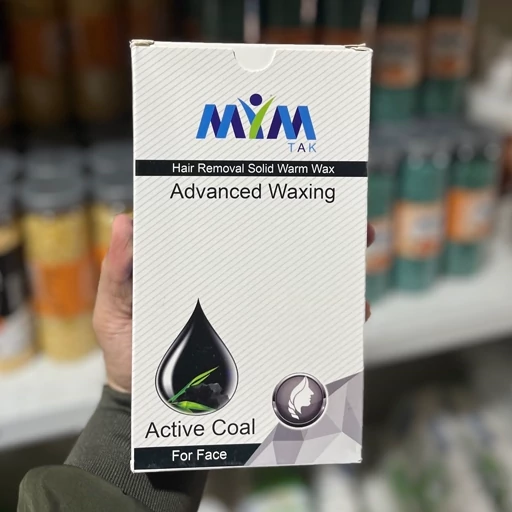 MYM
TAK
Hair Removal Solid Warm Wax
Advanced Waxing
Active Coal
For Face